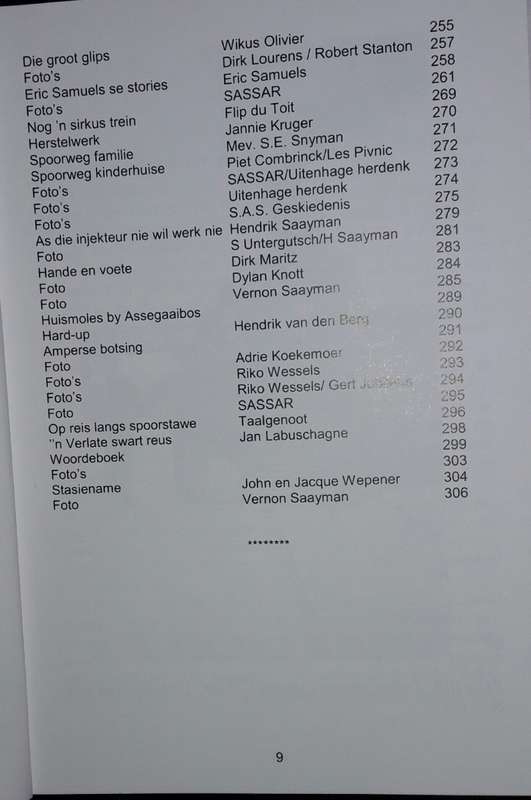 Die groot glips Wikus Olivier 255
Foto's Dirk Lourens / Robert Stanton 257
Eric Samuels se stories Eric Samuels 258
Foto's SASSAR 261
Nog 'n sirkus trein Flip du Toit 269
Herstelwerk Jannie Kruger 270
Spoorweg familie Mev. S.E. Snyman 271
Spoorweg kinderhuise Piet Combrinck/Les Pivnic 272
Foto's SASSAR/Uitenhage herdenk 273
Foto's Uitenhage herdenk 274
Foto's S.A.S. Geskiedenis 275
As die injekteur nie wil werk nie Hendrik Saayman 279
Foto S Untergutsch/H Saayman 281
Hande en voete Dirk Maritz 283
Foto Dylan Knott 284
Foto Vernon Saayman 285
Huismoles by Assegaaibos 289
Hard-up Hendrik van den Berg 290
Amperse botsing 291
Foto Adrie Koekemoer 292
Foto's Riko Wessels 293
Foto's Riko Wessels/ Gert 294
Foto SASSAR 295
Op reis langs spoorstawe Taalgenoot 296
''n Verlate swart reus Jan Labuschagne 298
Woordeboek 299
Foto's 303
Stasiename John en Jacque Wepener 304
Foto Vernon Saayman 306
********
9